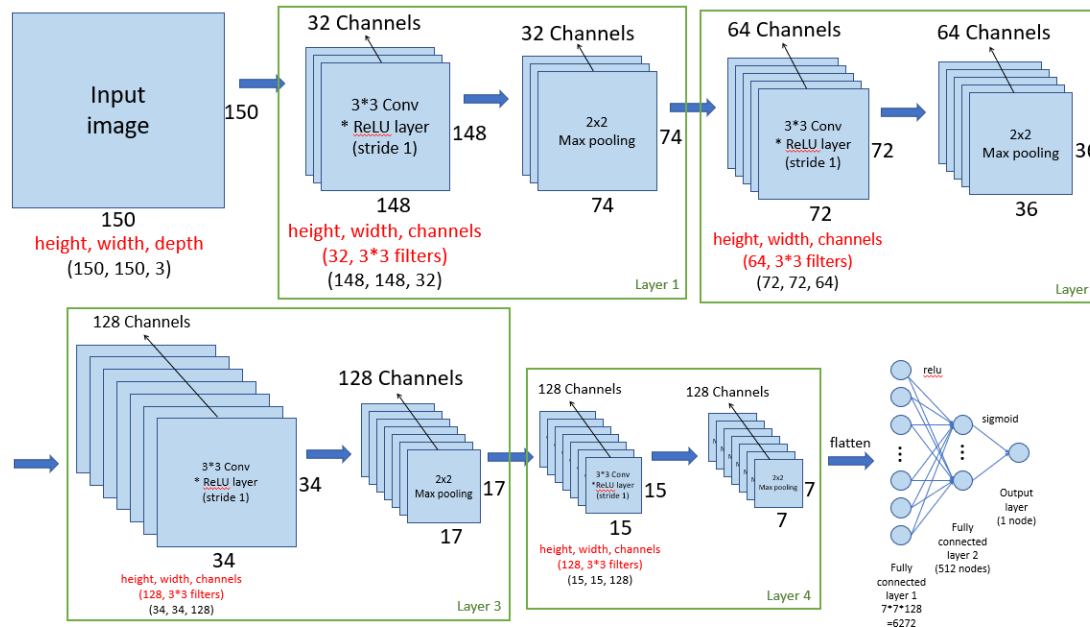 Input
image
150
150
height, width, depth
(150, 150, 3)
32 Channels
3*3 Conv
* ReLU layer
(stride 1)
148
148
height, width, channels
(32, 3*3 filters)
(148, 148, 32)
32 Channels
2x2
Max pooling
74
74
Layer 1
64 Channels
3*3 Conv
* ReLU layer
(stride 1)
72
72
height, width, channels
(64, 3*3 filters)
(72, 72, 64)
64 Channels
2x2
Max pooling
36
36
Layer
128 Channels
3*3 Conv
* ReLU layer
(stride 1)
34
34
height, width, channels
(128, 3*3 filters)
(34, 34, 128)
128 Channels
2x2
Max pooling
17
17
Layer 3
128 Channels
3*3 Conv
*ReLU layer
(stride 1)
15
15
height, width, channels
(128, 3*3 filters)
(15, 15, 128)
128 Channels
2x2
Max pooling
7
7
Layer 4
flatten
relu
sigmoid
Output
layer
(1 node)
Fully
connected
layer 2
(512 nodes)
Fully
connected
layer 1
7*7*128
=6272